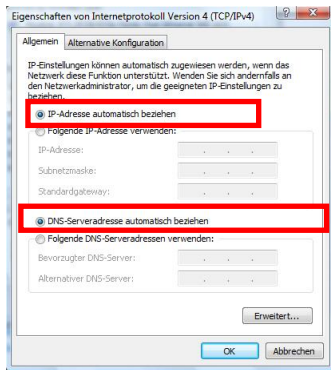 Eigenschaften von Internetprotokoll Version 4 (TCP/IPv4)
Allgemein Alternative Konfiguration
IP-Einstellungen können automatisch zugewiesen werden, wenn das
Netzwerk diese Funktion unterstützt. Wenden Sie sich andernfalls an
den Netzwerkadministrator, um die geeigneten IP-Einstellungen zu
beziehen.
IP-Adresse automatisch beziehen
Folgende IP-Adresse verwenden:
IP-Adresse:
Subnetzmaske:
Standardgateway:
DNS-Serveradresse automatisch beziehen
Folgende DNS-Serveradressen verwenden:
Bevorzugter DNS-Server:
Alternativer DNS-Server:
Erweitert...
OK Abbrechen